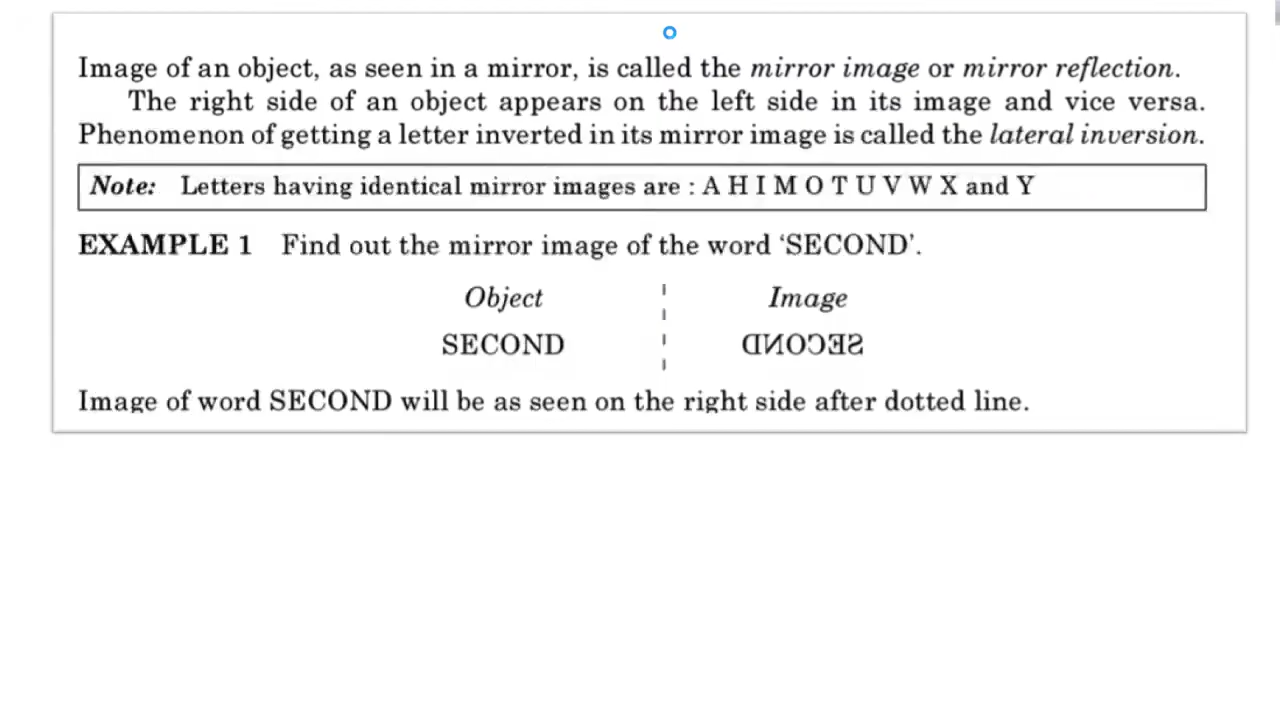 Image of an object, as seen in a mirror, is called the mirror image or mirror reflection.
The right side of an object appears on the left side in its image and vice versa.
Phenomenon of getting a letter inverted in its mirror image is called the lateral inversion.
Note: Letters having identical mirror images are : A H I M O T U V W X and Y
EXAMPLE 1 Find out the mirror image of the word ‘SECOND’.
Object Image
SECOND SECOND
Image of word SECOND will be as seen on the right side after dotted line.